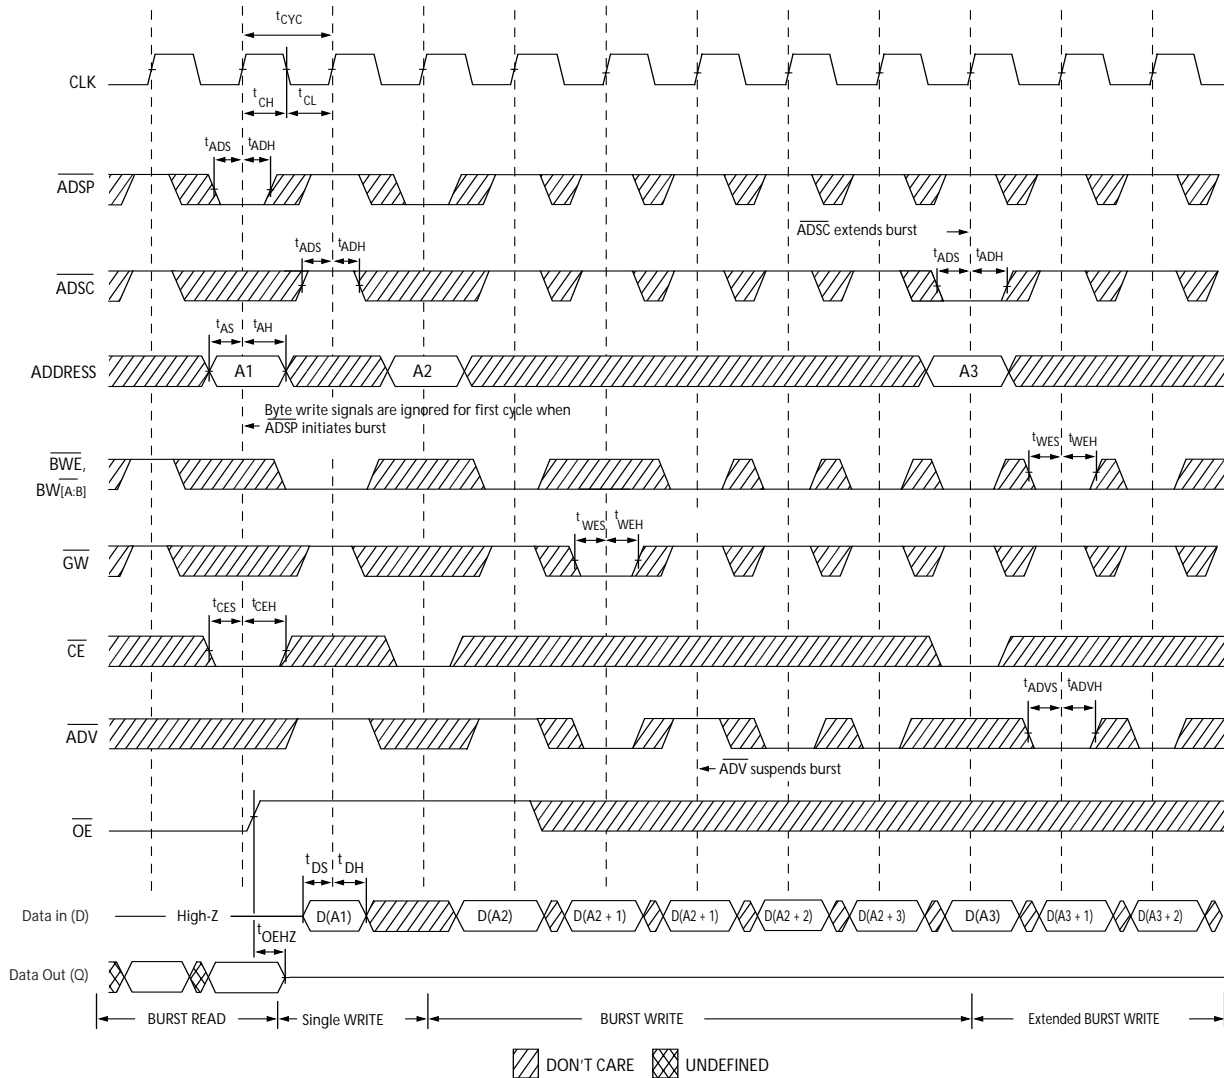 tCYC
CLK
tCH
tCL
tADS
tADH
ADSP
ADSC extends burst
tADS
tADH
tADS
tADH
ADSC
tAS
tAH
ADDRESS
A1
A2
A3
Byte write signals are ignored for first cycle when
ADSP initiates burst
BWE,
BW[A:B]
tWES
tWEH
tWES
tWEH
GW
tCES
tCEH
CE
tADVS
tADVH
ADV
ADV suspends burst
OE
tDS
tDH
Data in (D)
High-Z
D(A1)
D(A2)
D(A2 + 1)
D(A2 + 1)
D(A2 + 2)
D(A2 + 3)
D(A3)
D(A3 + 1)
D(A3 + 2)
tOEHZ
Data Out (Q)
BURST READ
Single WRITE
BURST WRITE
Extended BURST WRITE
DON'T CARE
UNDEFINED